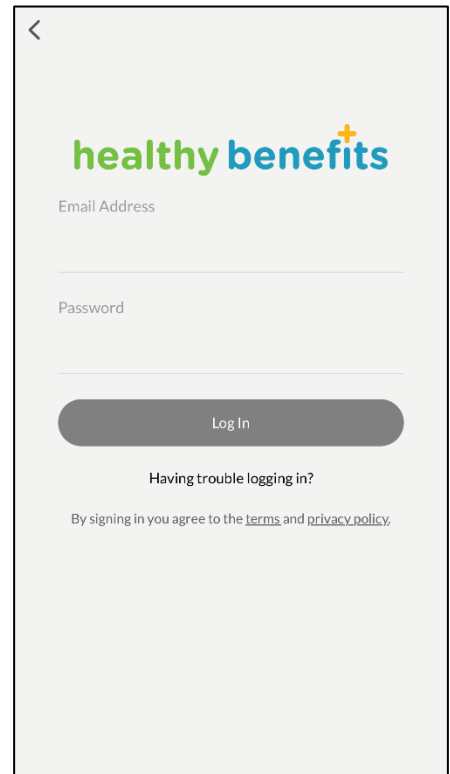 healthy benefits+
Email Address
Password
Log In
Having trouble logging in?
By signing in you agree to the terms and privacy policy.